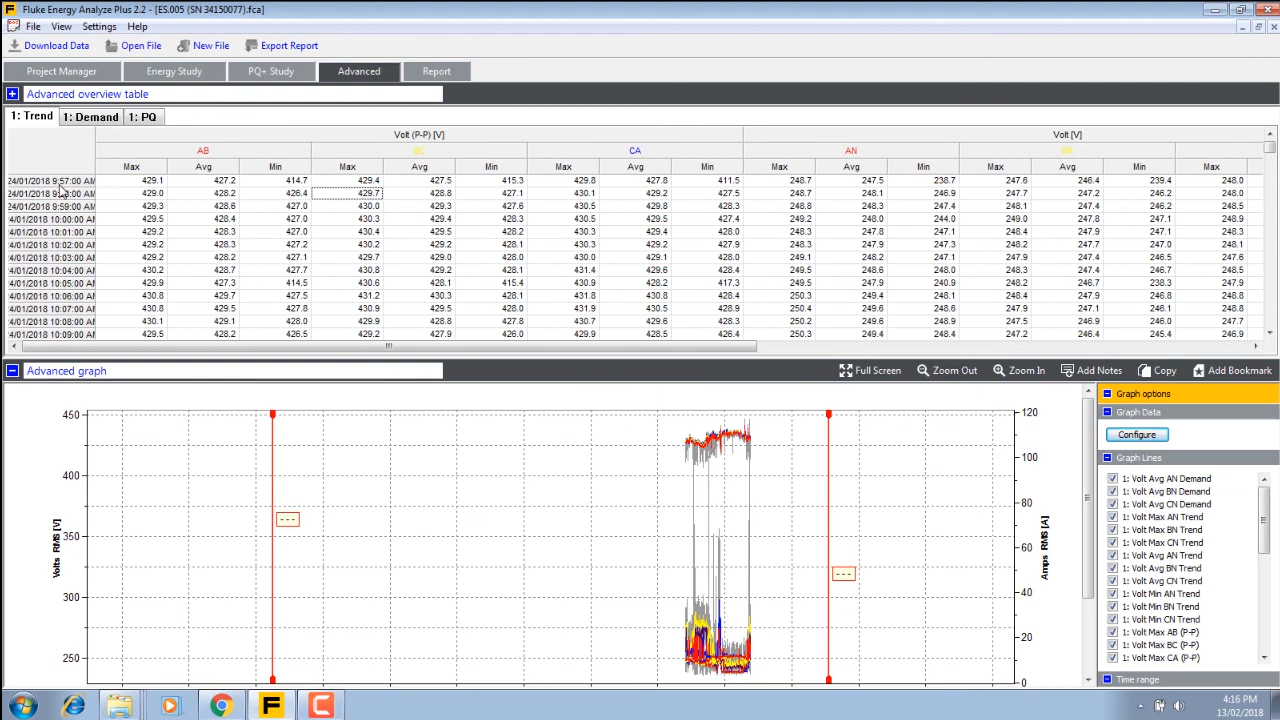 Fluke Energy Analyze Plus 2.2 - [ES.005 (SN 34150077).fca]
File View Settings Help
Download Data Open File New File Export Report
Project Manager Energy Study PQ+ Study Advanced Report
Advanced overview table
1: Trend 1: Demand 1: PQ
Volt (P-P) [V] Volt [V]
AB BC CA AN BN
Max Avg Min Max Avg Min Max Avg Min Max Avg Min Max Avg Min Max
24/01/2018 9:57:00 AM 429.1 427.2 414.7 429.4 427.5 415.3 429.8 427.8 411.5 248.7 247.5 238.7 247.6 246.4 239.4 248.0
24/01/2018 9:58:00 AM 429.0 428.2 426.4 429.7 428.8 427.1 430.1 429.2 427.5 248.7 248.1 246.9 247.6 247.2 246.2 248.0
24/01/2018 9:59:00 AM 429.3 428.6 427.0 430.0 429.3 427.6 430.5 429.8 428.3 248.8 248.3 247.4 248.1 247.4 246.6 248.2
4/01/2018 10:00:00 AM 429.5 428.4 427.0 430.3 429.4 428.3 430.5 429.5 428.4 249.2 248.0 244.0 249.0 247.8 247.1 248.9
4/01/2018 10:01:00 AM 429.2 428.3 427.0 430.4 429.5 428.2 430.3 429.4 428.0 248.3 247.8 247.1 248.4 247.9 247.1 248.3
4/01/2018 10:02:00 AM 429.2 428.3 427.0 430.2 429.2 428.1 430.1 429.1 427.5 248.3 247.9 247.1 248.2 247.7 247.0 248.1
4/01/2018 10:03:00 AM 429.2 428.2 427.1 429.7 428.9 427.7 430.0 429.1 428.0 249.1 248.2 247.5 248.0 247.3 246.5 247.6
4/01/2018 10:04:00 AM 430.2 428.7 427.7 430.8 429.2 428.1 431.4 429.6 428.4 249.5 248.6 248.0 248.3 247.4 246.7 248.4
4/01/2018 10:05:00 AM 429.9 427.3 414.5 430.6 428.1 415.4 430.8 428.2 417.3 249.5 247.8 240.9 248.2 246.7 238.3 247.9
4/01/2018 10:06:00 AM 430.8 429.7 427.5 431.2 430.3 428.1 431.8 430.8 428.4 250.3 249.4 248.1 248.4 247.9 246.8 248.8
4/01/2018 10:07:00 AM 430.5 429.5 427.8 430.9 429.9 428.3 431.9 430.5 428.9 250.4 249.6 248.9 248.4 247.6 246.6 248.8
4/01/2018 10:08:00 AM 430.1 429.1 428.0 429.9 428.8 427.8 430.7 429.6 428.3 250.2 249.6 248.9 247.5 246.9 246.0 247.7
4/01/2018 10:09:00 AM 429.5 428.2 426.5 429.2 427.9 426.0 430.3 429.0 427.0 250.3 249.4 248.4 247.4 246.4 245.4 246.9
Advanced graph
Full Screen Zoom Out Zoom In Add Notes Copy Add Bookmark
450
400
350
300
250
Volts RMS [V]
---
---
120
100
80
60
40
20
0
Amps RMS [A]
Graph options
Graph Data
Configure
Graph Lines
1: Volt Avg AN Demand
1: Volt Avg BN Demand
1: Volt Avg CN Demand
1: Volt Max AN Trend
1: Volt Max BN Trend
1: Volt Max CN Trend
1: Volt Avg AN Trend
1: Volt Avg BN Trend
1: Volt Avg CN Trend
1: Volt Min AN Trend
1: Volt Min BN Trend
1: Volt Min CN Trend
1: Volt Max AB (P-P)
1: Volt Max BC (P-P)
1: Volt Max CA (P-P)
Time range
4:16 PM
13/02/2018